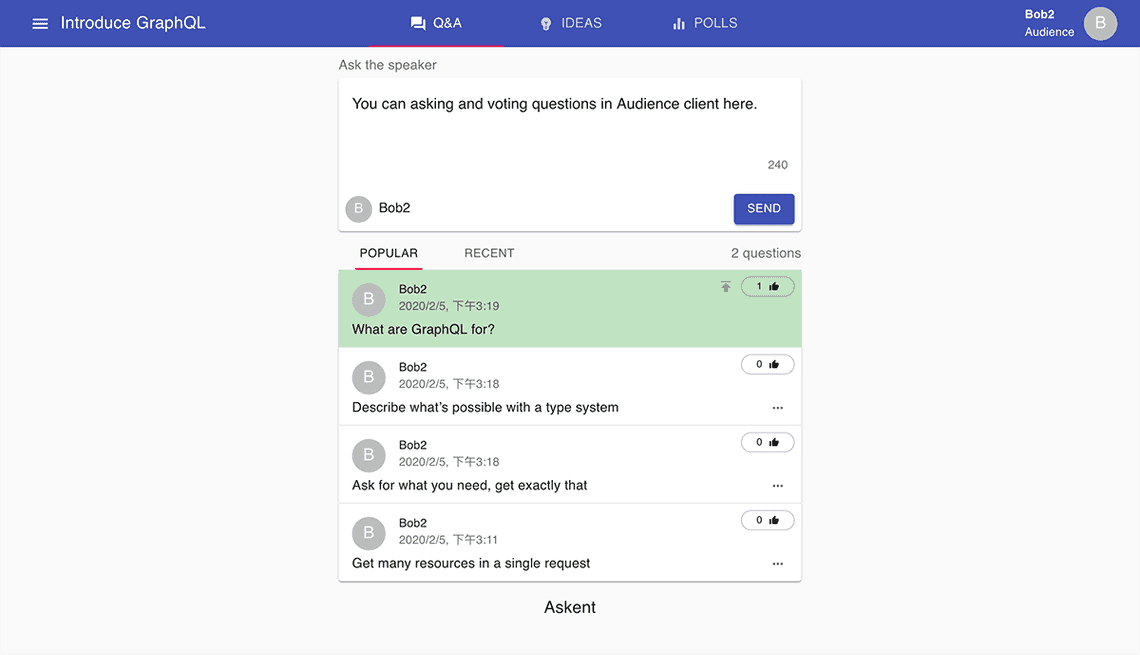 Introduce GraphQL
Q&A
IDEAS
POLLS
Bob2
Audience
B
Ask the speaker
You can asking and voting questions in Audience client here.
240
B
Bob2
SEND
POPULAR
RECENT
2 questions
B
Bob2
2020/2/5, 下午3:19
1
What are GraphQL for?
B
Bob2
2020/2/5, 下午3:18
0
Describe what's possible with a type system
B
Bob2
2020/2/5, 下午3:18
0
Ask for what you need, get exactly that
B
Bob2
2020/2/5, 下午3:11
0
Get many resources in a single request
Askent